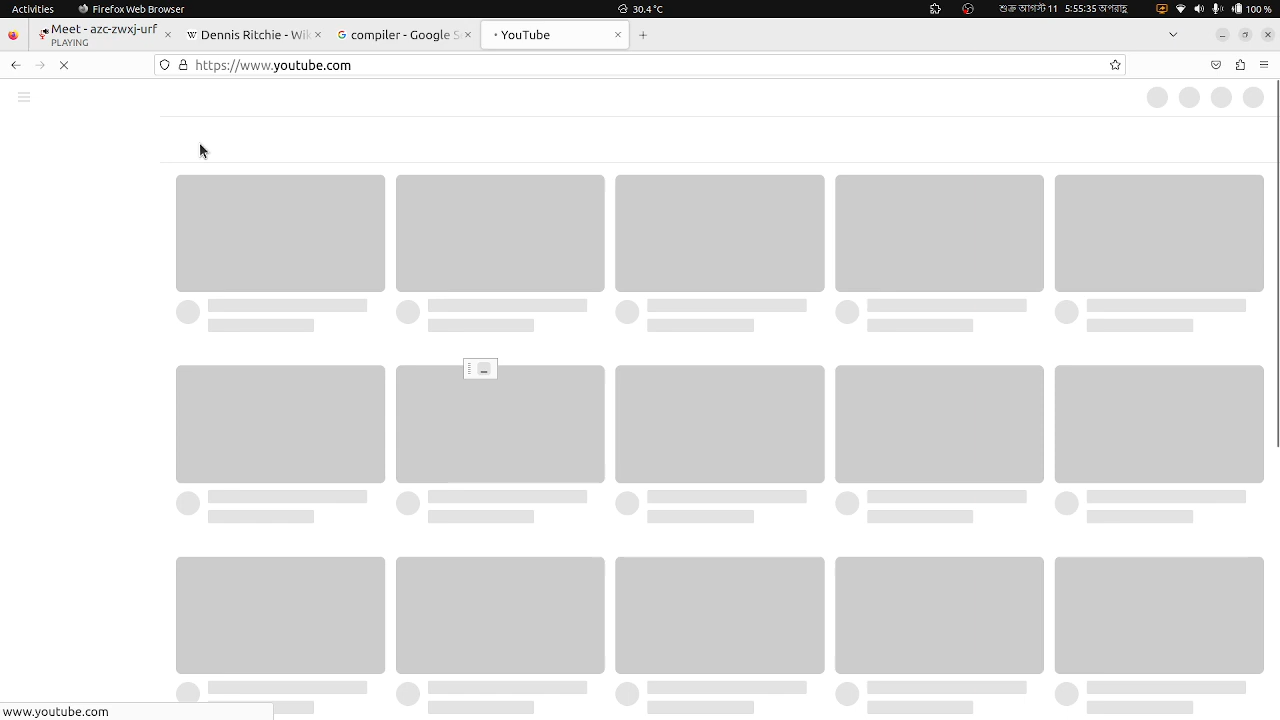 Activities
Firefox Web Browser
30.4 °C
শুক্র আগস্ট 11 5:55:35 অপরাহ্ণ
100 %
Meet - azc-zwxj-urf
PLAYING
Dennis Ritchie - Wik
compiler - Google Se
YouTube
https://www.youtube.com
www.youtube.com